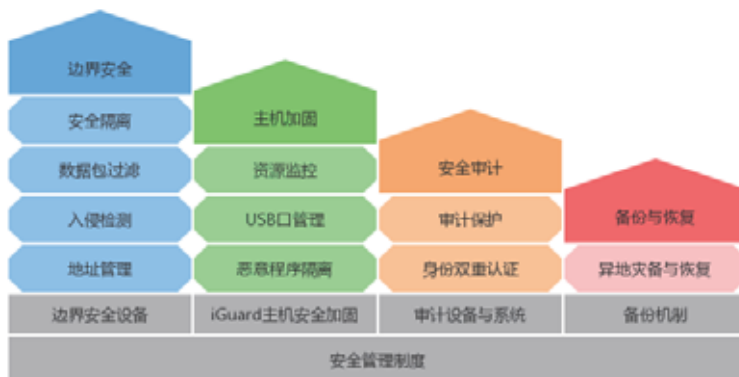 边界安全
安全隔离
数据包过滤
入侵检测
地址管理
边界安全设备
主机加固
资源监控
USB口管理
恶意程序隔离
iGuard主机安全加固
安全审计
审计保护
身份双重认证
审计设备与系统
备份与恢复
异地灾备与恢复
备份机制
安全管理制度